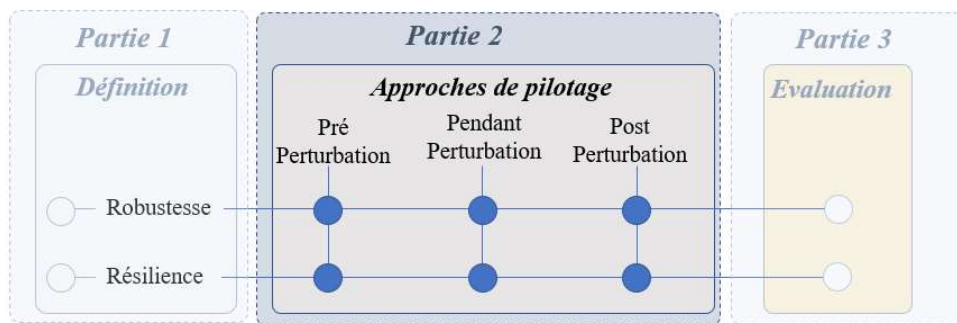 Partie 1
Définition
Partie 2
Approches de pilotage
Pré
Perturbation
Pendant
Perturbation
Post
Perturbation
Partie 3
Evaluation
Robustesse
Résilience